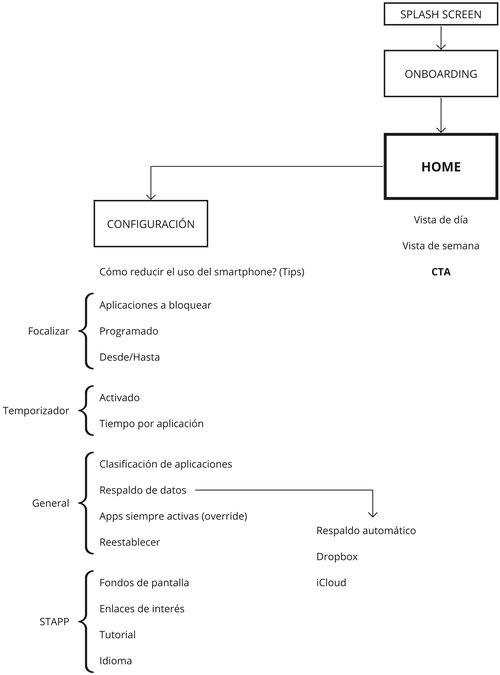 SPLASH SCREEN
ONBOARDING
HOME
Vista de día
Vista de semana
CTA
CONFIGURACIÓN
Cómo reducir el uso del smartphone? (Tips)
Focalizar
Aplicaciones a bloquear
Programado
Desde/Hasta
Temporizador
Activado
Tiempo por aplicación
General
Clasificación de aplicaciones
Respaldo de datos
Apps siempre activas (override)
Reestablecer
Respaldo automático
Dropbox
iCloud
STAPP
Fondos de pantalla
Enlaces de interés
Tutorial
Idioma